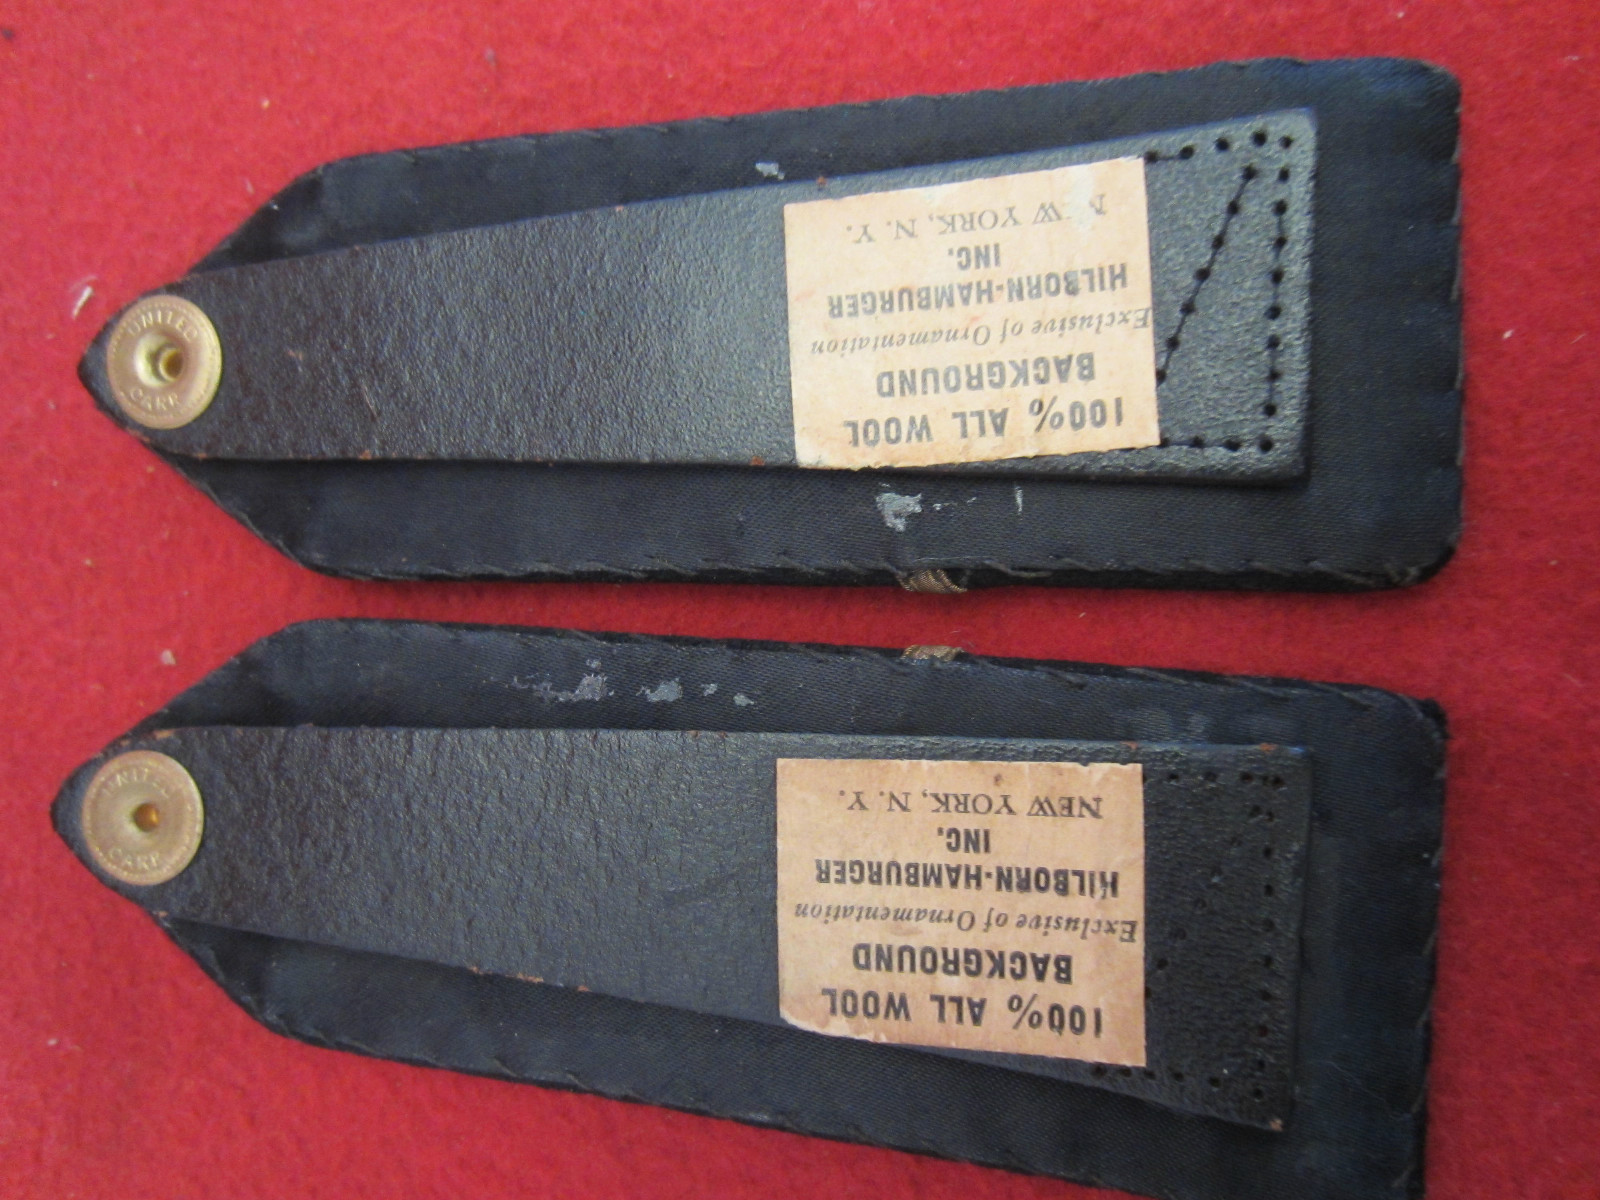 100% ALL WOOL
BACKGROUND
Exclusive of Ornamentation
HILBORN-HAMBURGER
INC.
NEW YORK, N. Y.
UNITED
CARR
100% ALL WOOL
BACKGROUND
Exclusive of Ornamentation
HILBORN-HAMBURGER
INC.
NEW YORK, N. Y.
UNITED
CARR